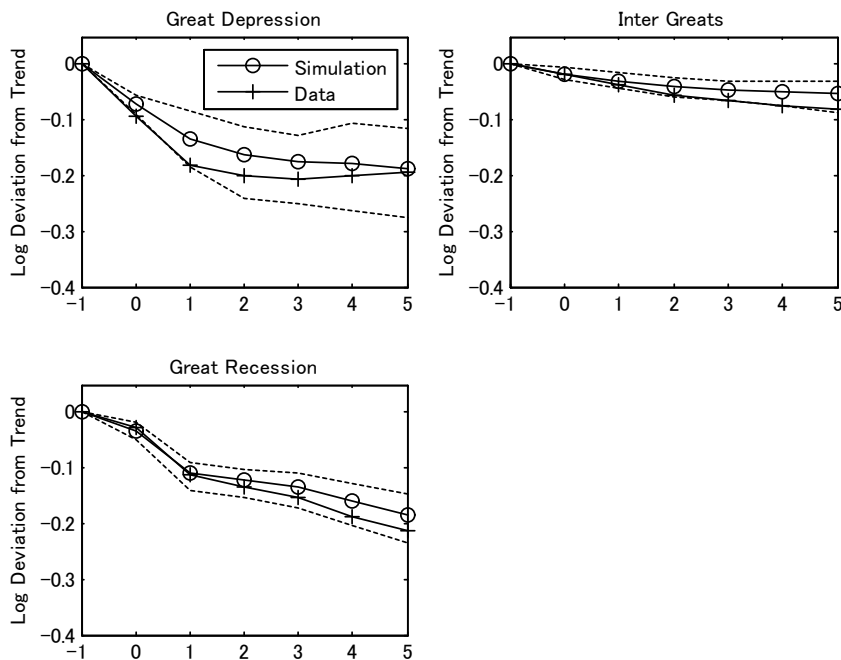 Great Depression
Log Deviation from Trend
0
−0.1
−0.2
−0.3
−0.4
−1 0 1 2 3 4 5
Simulation
Data
Inter Greats
Log Deviation from Trend
0
−0.1
−0.2
−0.3
−0.4
−1 0 1 2 3 4 5
Great Recession
Log Deviation from Trend
0
−0.1
−0.2
−0.3
−0.4
−1 0 1 2 3 4 5